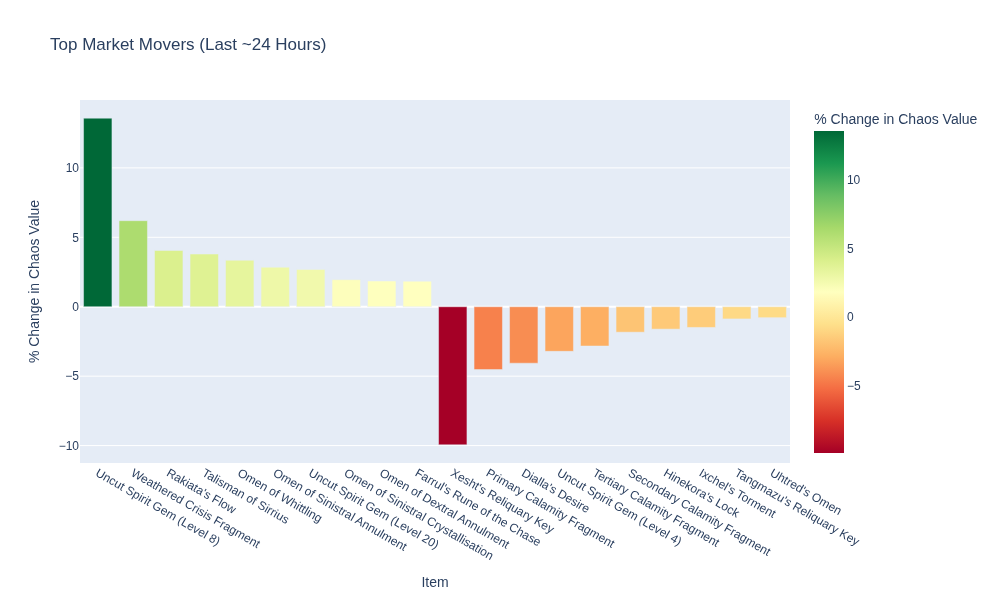 Top Market Movers (Last ~24 Hours)
% Change in Chaos Value
10
5
0
−5
−10
Uncut Spirit Gem (Level 8)
Weathered Crisis Fragment
Rakiata's Flow
Talisman of Sirius
Omen of Whittling
Omen of Sinistral Annulment
Uncut Spirit Gem (Level 20)
Omen of Sinistral Crystallisation
Omen of Dextral Annulment
Farrul's Rune of the Chase
Xesht's Reliquary Key
Primary Calamity Fragment
Dialla's Desire
Uncut Spirit Gem (Level 4)
Tertiary Calamity Fragment
Secondary Calamity Fragment
Hinekora's Lock
Ixchel's Torment
Tangmazu's Reliquary Key
Uhtred's Omen
Item
% Change in Chaos Value
10
5
0
−5